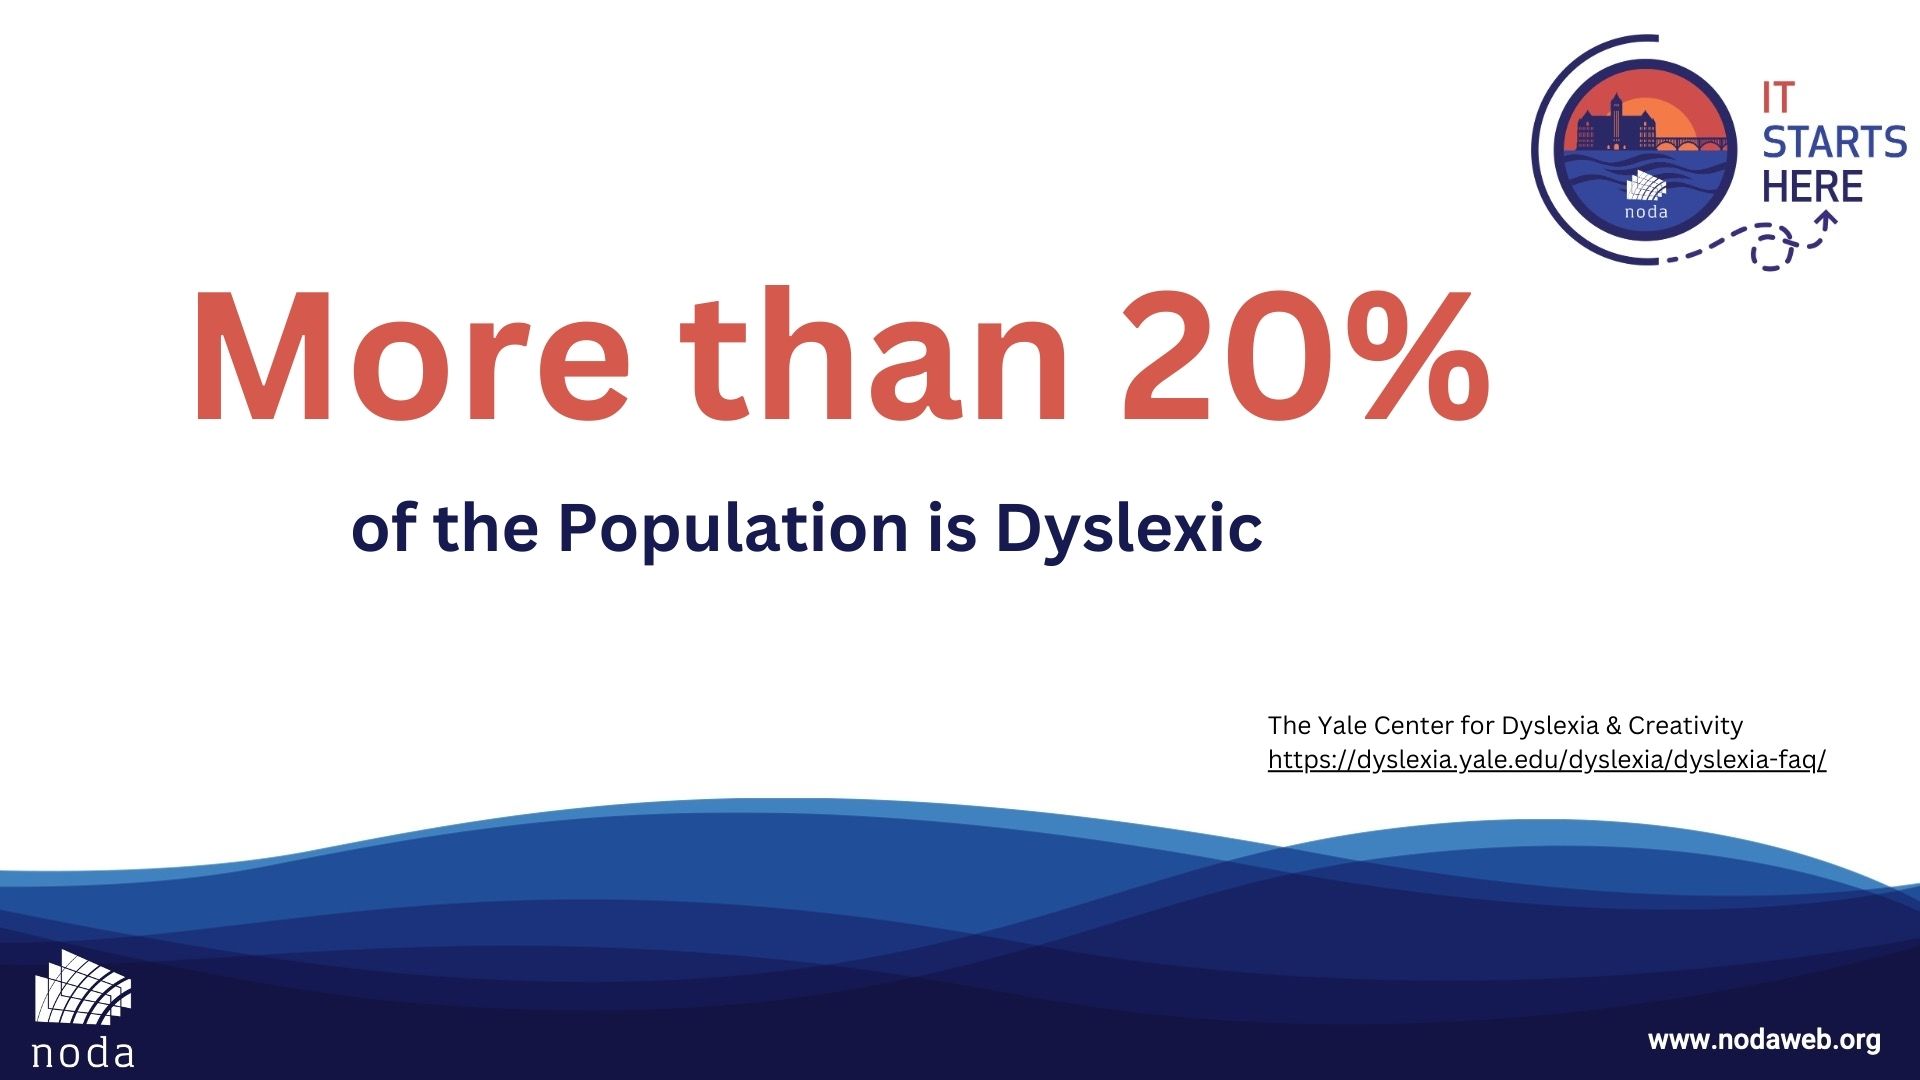 IT
STARTS
HERE
noda
More than 20%
of the Population is Dyslexic
The Yale Center for Dyslexia & Creativity
https://dyslexia.yale.edu/dyslexia/dyslexia-faq/
noda
www.nodaweb.org